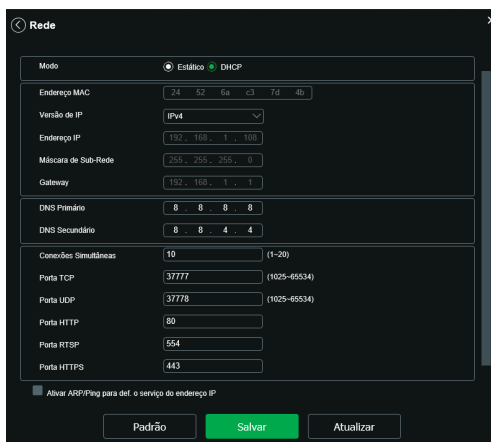 Rede
Modo Estático DHCP
Endereço MAC 24 52 6a c3 7d 4b
Versão de IP IPv4
Endereço IP 192 . 168 . 1 . 108
Máscara de Sub-Rede 255 . 255 . 255 . 0
Gateway 192 . 168 . 1 . 1
DNS Primário 8 . 8 . 8 . 8
DNS Secundário 8 . 8 . 4 . 4
Conexões Simultâneas 10 (1~20)
Porta TCP 37777 (1025~65534)
Porta UDP 37778 (1025~65534)
Porta HTTP 80
Porta RTSP 554
Porta HTTPS 443
Ativar ARP/Ping para def. o serviço do endereço IP
Padrão Salvar Atualizar